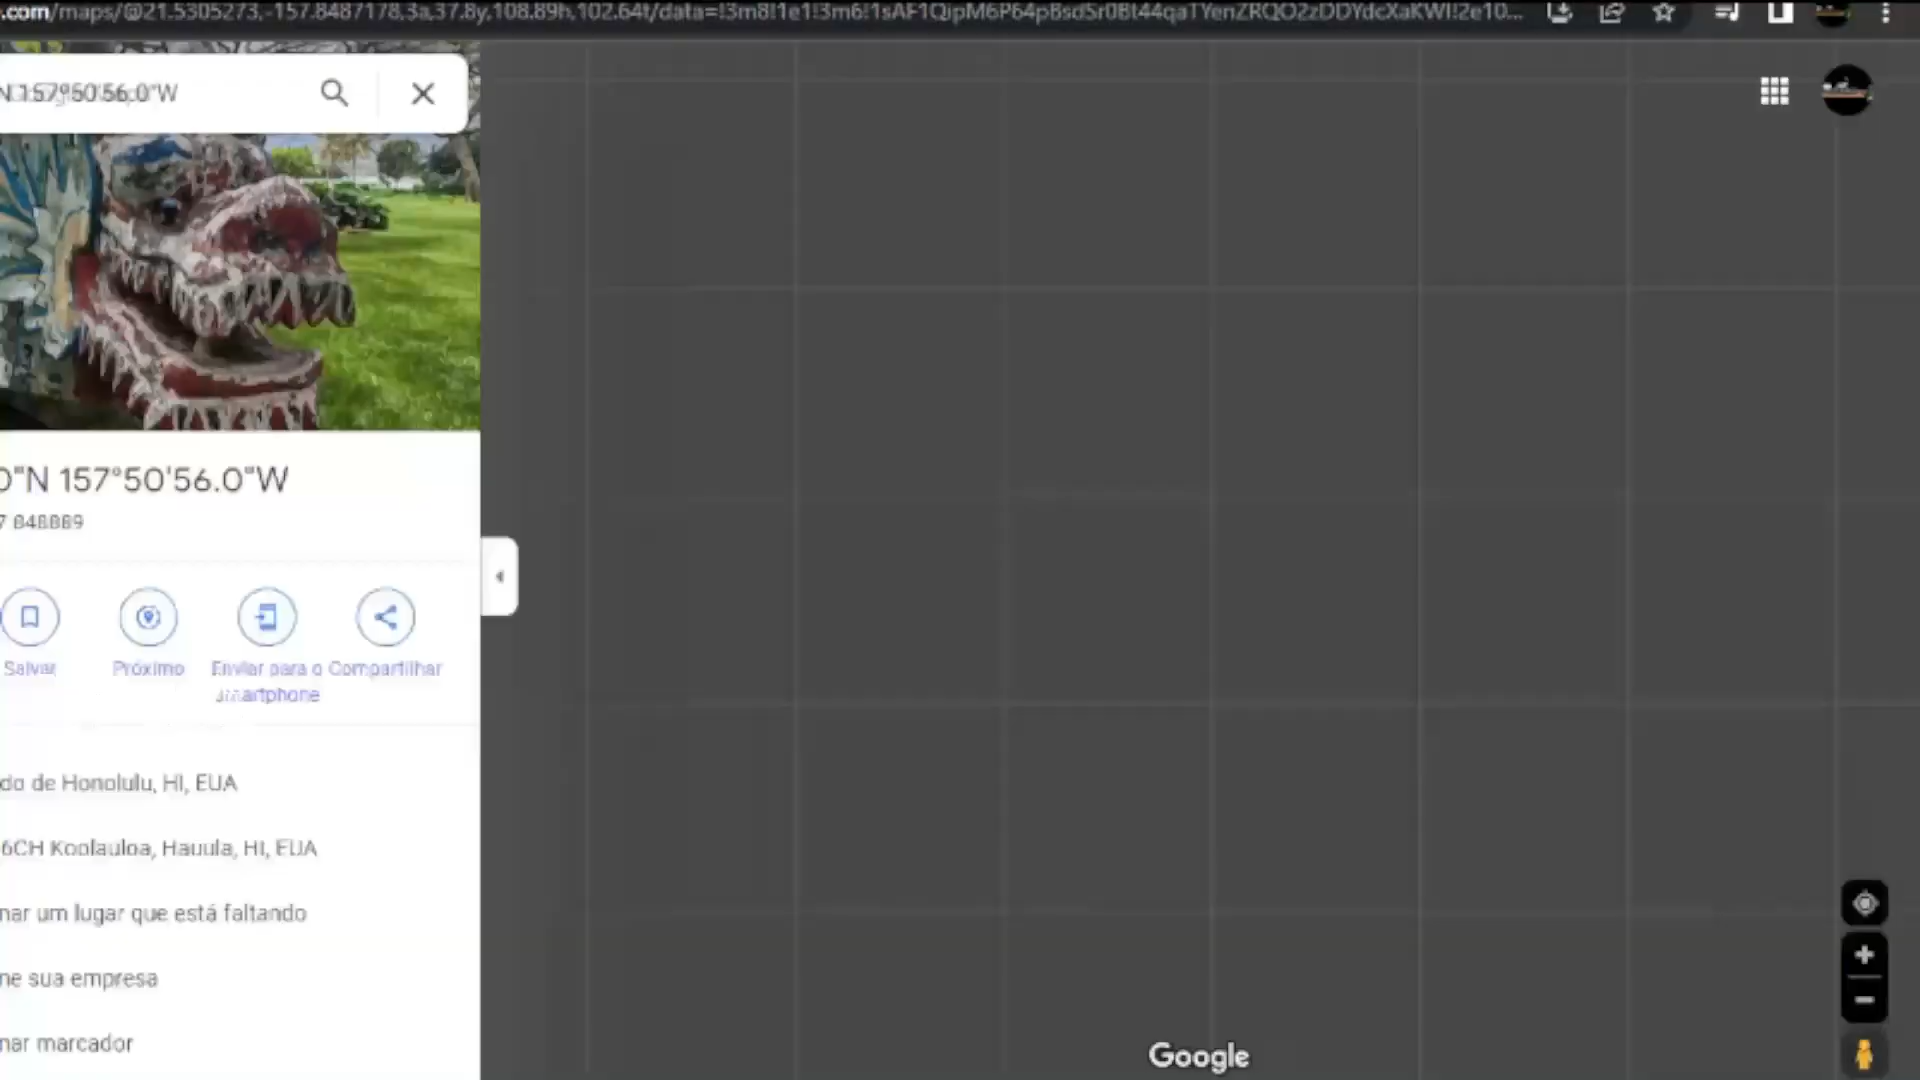 .com/maps/@21.5305273,-157.8487178,3a,37.8y,108.89h,102.64t/data=!3m8!1e1!3m6!1sAF1QipM6P64pBsdSr0Bt44qaTYenZRQO2zDDYdcXaKWI!2e10...
N 157°50'56.0"W
0"N 157°50'56.0"W
7 848889
Salvar
Próximo
Enviar para o smartphone
Compartilhar
do de Honolulu, HI, EUA
6CH Koolauloa, Hauula, HI, EUA
nar um lugar que está faltando
ne sua empresa
nar marcador
Google